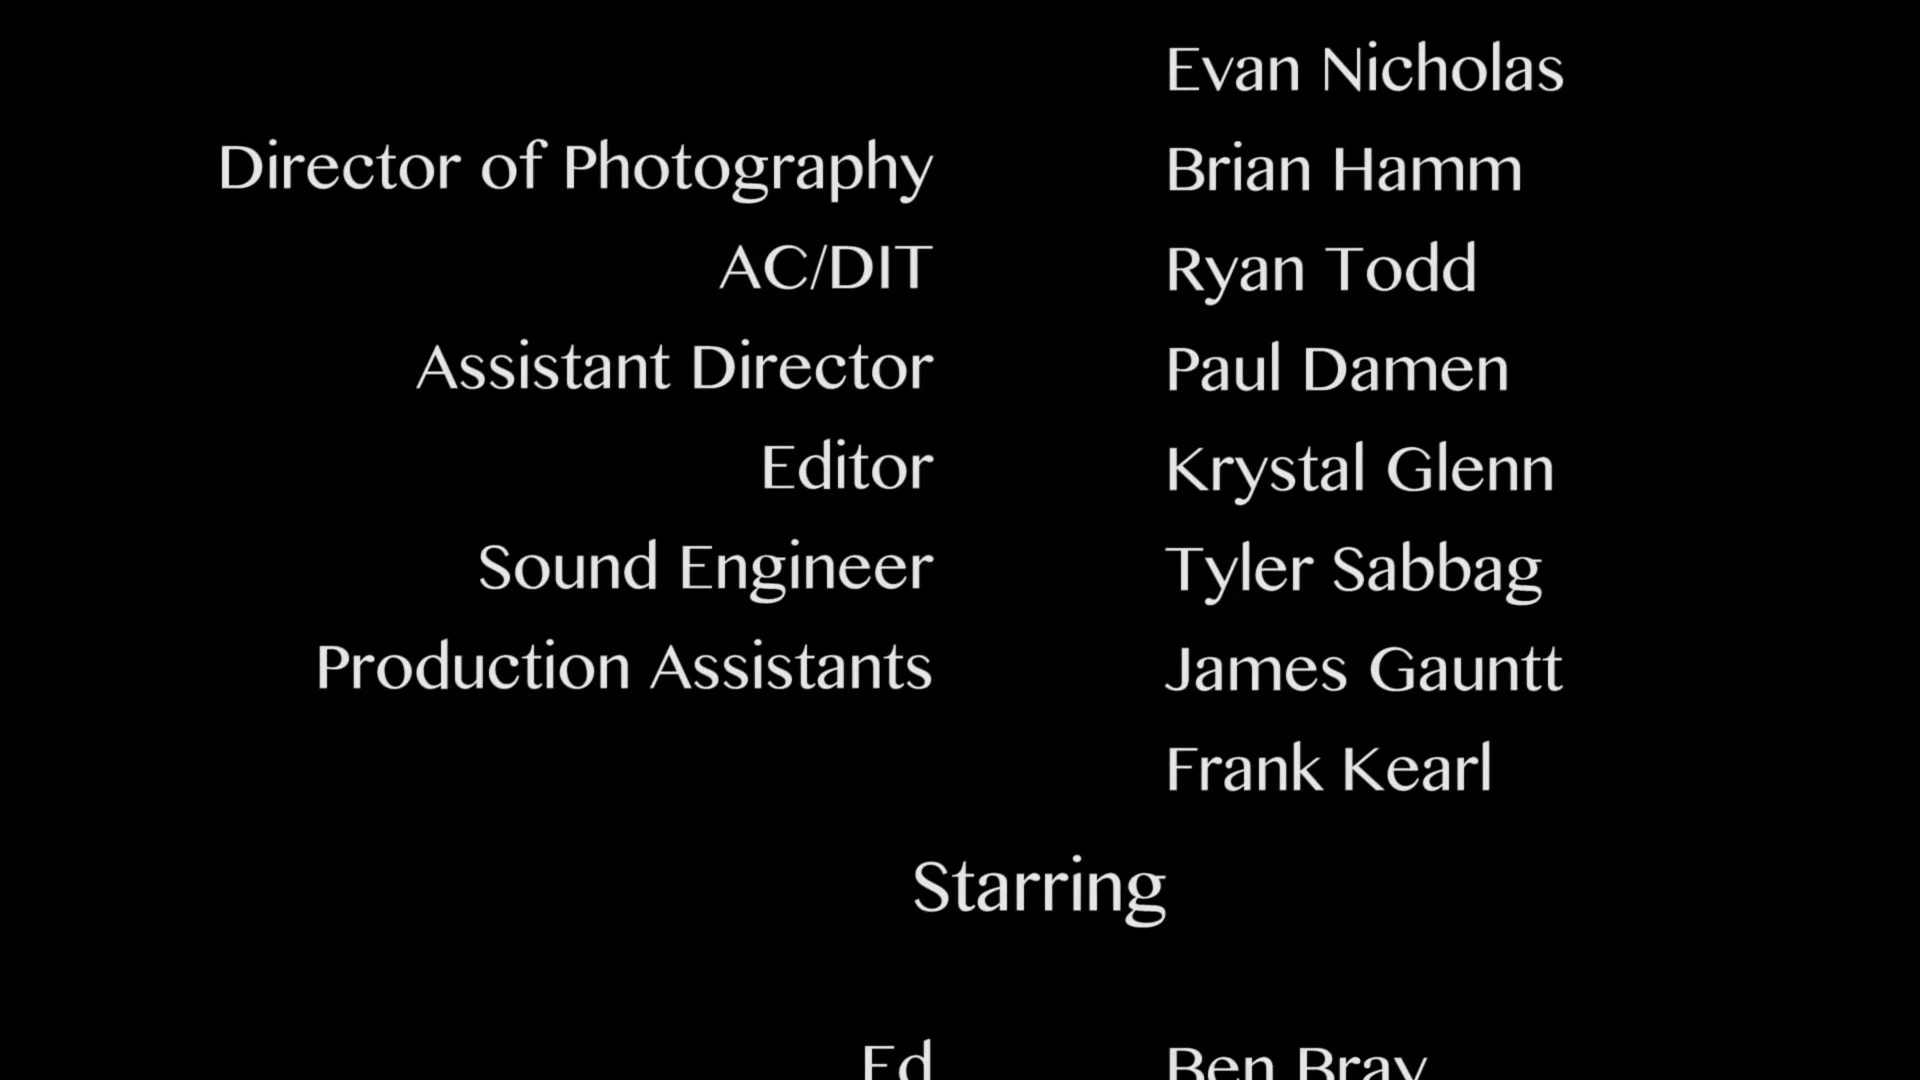 Evan Nicholas
Director of Photography Brian Hamm
AC/DIT Ryan Todd
Assistant Director Paul Damen
Editor Krystal Glenn
Sound Engineer Tyler Sabbag
Production Assistants James Gauntt
Frank Kearl
Starring
Ed Ben Bray